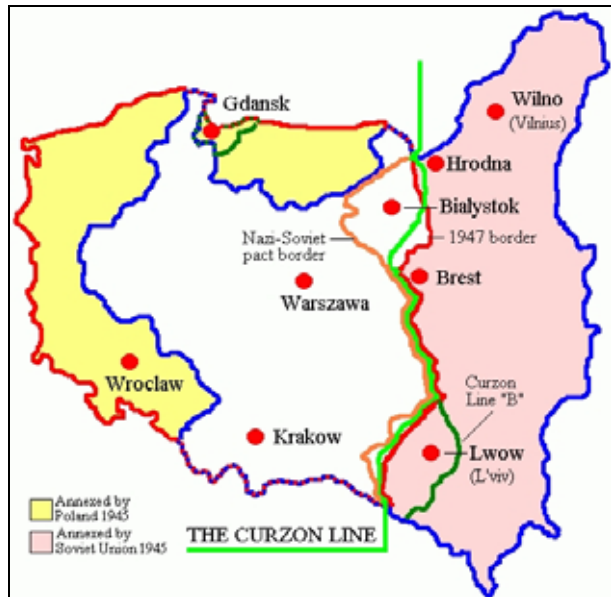 Gdansk
Wilno
(Vilnius)
Hrodna
Bialystok
Nazi-Soviet
pact border
1947 border
Brest
Warszawa
Wroclaw
Curzon
Line "B"
Krakow
Lwow
(L'viv)
Annexed by
Poland 1945
Annexed by
Soviet Union 1945
THE CURZON LINE